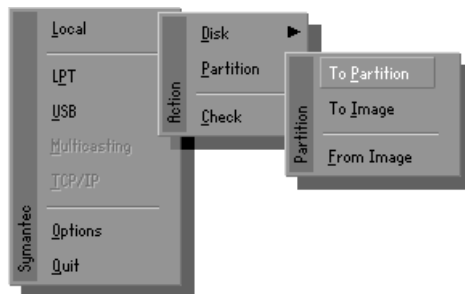 Local
LPT
USB
Multicasting
TCP/IP
Options
Quit
Symantec
Disk
Partition
Check
Action
To Partition
To Image
From Image
Partition